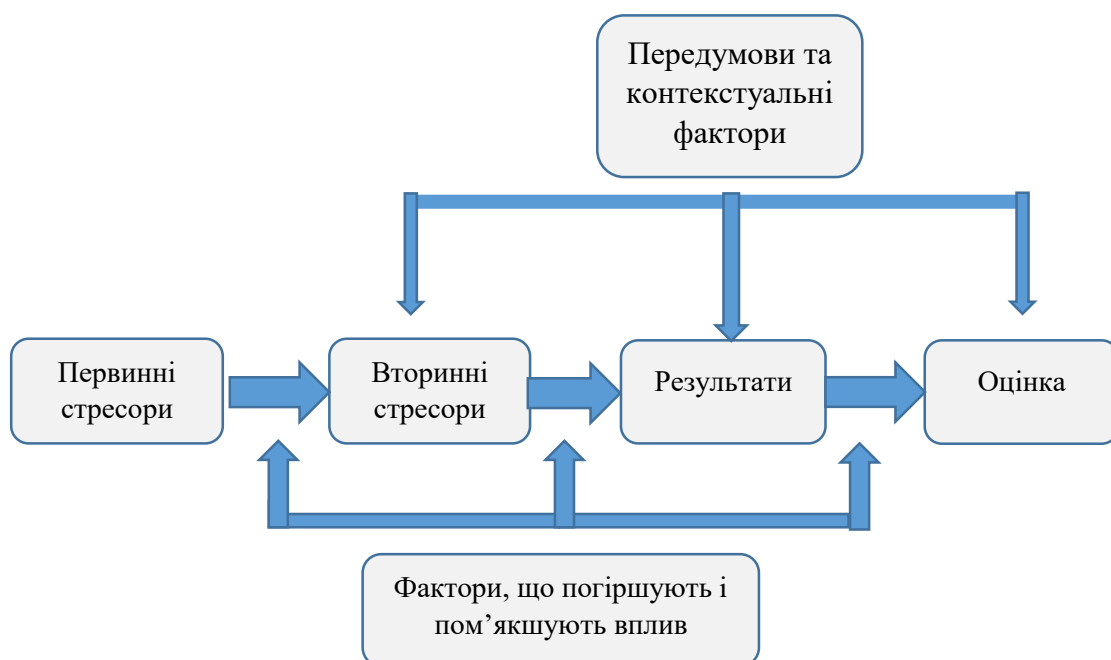 Передумови та
контекстуальні
фактори
Первинні
стресори
Вторинні
стресори
Результати
Оцінка
Фактори, що погіршують і
пом’якшують вплив